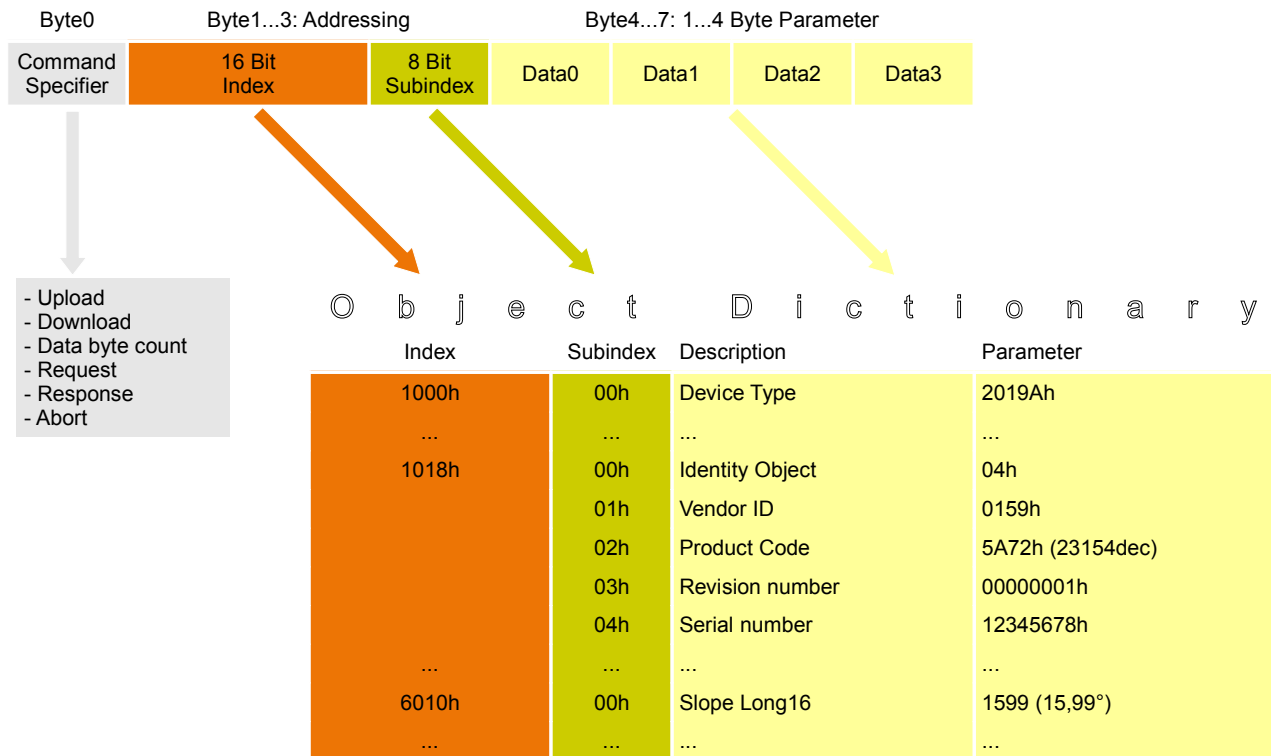 Byte0 Byte1...3: Addressing Byte4...7: 1...4 Byte Parameter
Command Specifier
16 Bit Index
8 Bit Subindex
Data0 Data1 Data2 Data3
- Upload
- Download
- Data byte count
- Request
- Response
- Abort
Object Dictionary
Index Subindex Description Parameter
1000h 00h Device Type 2019Ah
... ... ... ...
1018h 00h Identity Object 04h
01h Vendor ID 0159h
02h Product Code 5A72h (23154dec)
03h Revision number 00000001h
04h Serial number 12345678h
... ... ... ...
6010h 00h Slope Long16 1599 (15,99°)
... ... ... ...